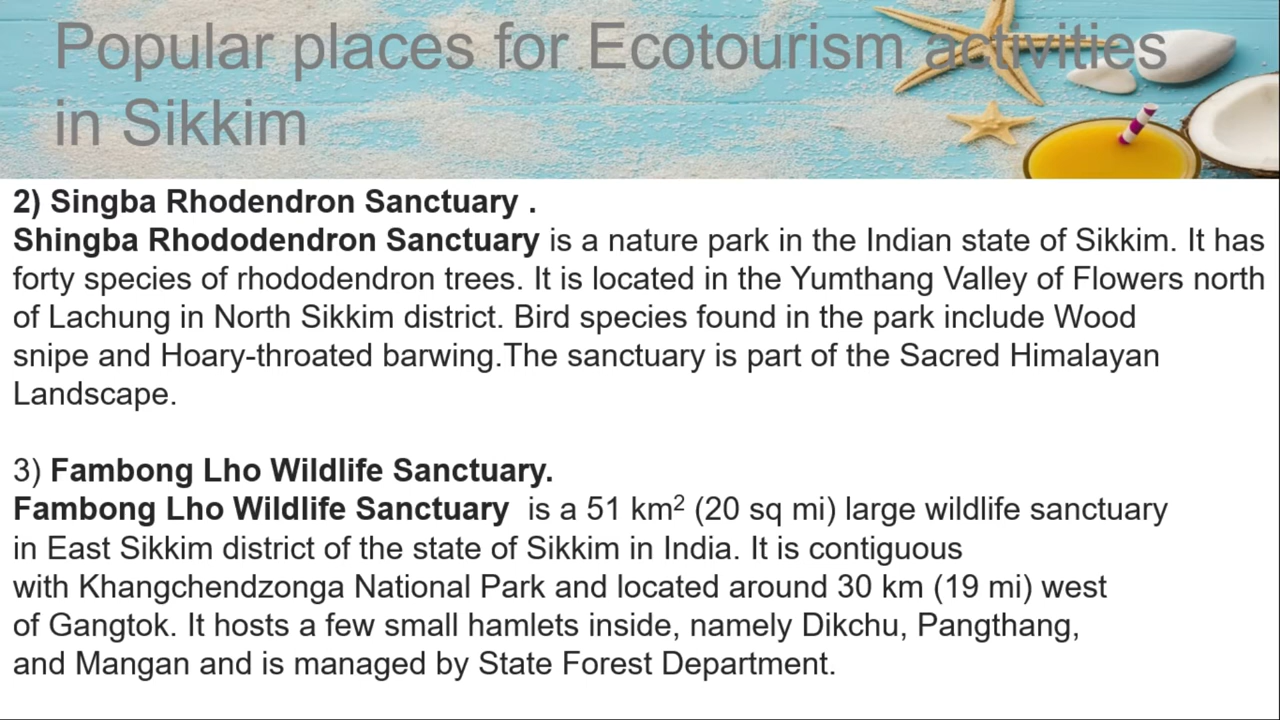 Popular places for Ecotourism activities
in Sikkim
2) Singba Rhodendron Sanctuary .
Shingba Rhododendron Sanctuary is a nature park in the Indian state of Sikkim. It has
forty species of rhododendron trees. It is located in the Yumthang Valley of Flowers north
of Lachung in North Sikkim district. Bird species found in the park include Wood
snipe and Hoary-throated barwing.The sanctuary is part of the Sacred Himalayan
Landscape.
3) Fambong Lho Wildlife Sanctuary.
Fambong Lho Wildlife Sanctuary  is a 51 km² (20 sq mi) large wildlife sanctuary
in East Sikkim district of the state of Sikkim in India. It is contiguous
with Khangchendzonga National Park and located around 30 km (19 mi) west
of Gangtok. It hosts a few small hamlets inside, namely Dikchu, Pangthang,
and Mangan and is managed by State Forest Department.